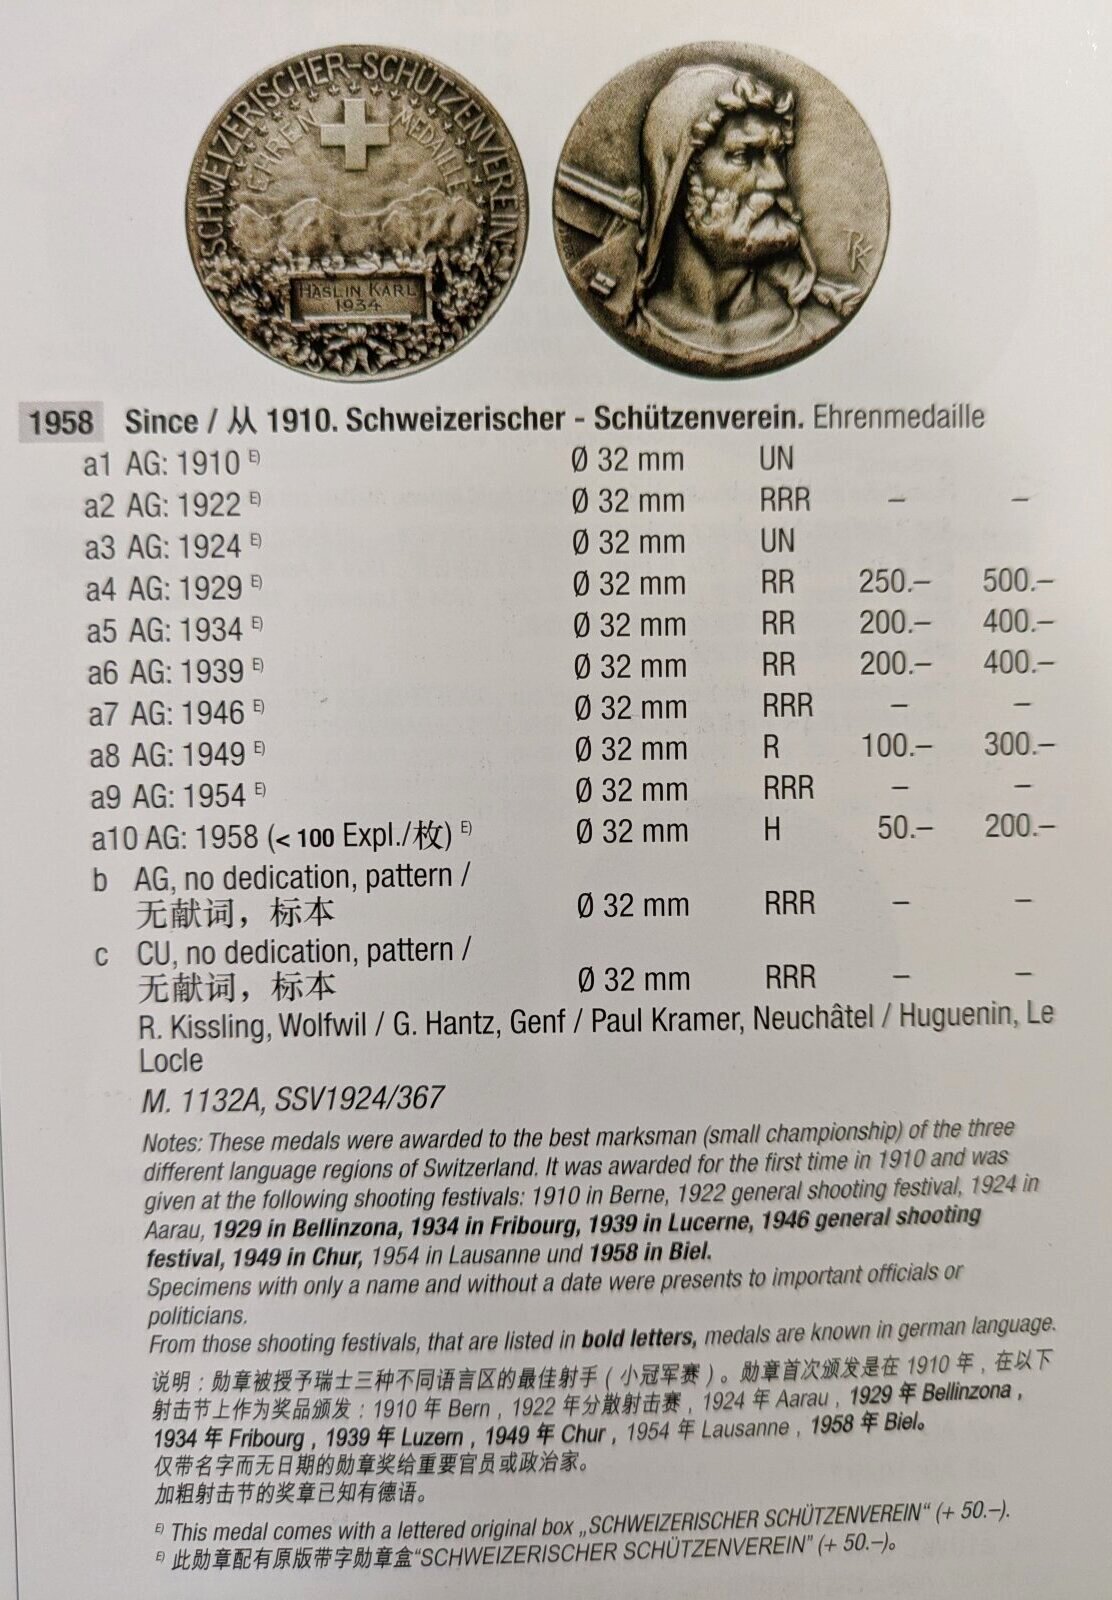 SCHWEIZERISCHER-SCHÜTZENVEREIN
EHREN MEDAILLE
HASLIN KARL
1934
RK
1958 Since / 从 1910. Schweizerischer - Schützenverein. Ehrenmedaille
a1 AG: 1910 E) Ø 32 mm UN
a2 AG: 1922 E) Ø 32 mm RRR – –
a3 AG: 1924 E) Ø 32 mm UN
a4 AG: 1929 E) Ø 32 mm RR 250.– 500.–
a5 AG: 1934 E) Ø 32 mm RR 200.– 400.–
a6 AG: 1939 E) Ø 32 mm RR 200.– 400.–
a7 AG: 1946 E) Ø 32 mm RRR – –
a8 AG: 1949 E) Ø 32 mm R 100.– 300.–
a9 AG: 1954 E) Ø 32 mm RRR – –
a10 AG: 1958 (< 100 Expl./枚) E) Ø 32 mm H 50.– 200.–
b AG, no dedication, pattern /
无献词，标本 Ø 32 mm RRR – –
c CU, no dedication, pattern /
无献词，标本 Ø 32 mm RRR – –
R. Kissling, Wolfwil / G. Hantz, Genf / Paul Kramer, Neuchâtel / Huguenin, Le
Locle
M. 1132A, SSV1924/367
Notes: These medals were awarded to the best marksman (small championship) of the three
different language regions of Switzerland. It was awarded for the first time in 1910 and was
given at the following shooting festivals: 1910 in Berne, 1922 general shooting festival, 1924 in
Aarau, 1929 in Bellinzona, 1934 in Fribourg, 1939 in Lucerne, 1946 general shooting
festival, 1949 in Chur, 1954 in Lausanne und 1958 in Biel.
Specimens with only a name and without a date were presents to important officials or
politicians.
From those shooting festivals, that are listed in bold letters, medals are known in german language.
说明：勋章被授予瑞士三种不同语言区的最佳射手（小冠军赛）。勋章首次颁发是在 1910 年，在以下
射击节上作为奖品颁发：1910 年 Bern，1922 年分散射击赛，1924 年 Aarau，1929 年 Bellinzona，
1934 年 Fribourg，1939 年 Luzern，1949 年 Chur，1954 年 Lausanne，1958 年 Biel。
仅带名字而无日期的勋章奖给重要官员或政治家。
加粗射击节的奖章已知有德语。
E) This medal comes with a lettered original box „SCHWEIZERISCHER SCHÜTZENVEREIN“ (+ 50.–).
E) 此勋章配有原版带字勋章盒“SCHWEIZERISCHER SCHÜTZENVEREIN” (+ 50.–)。